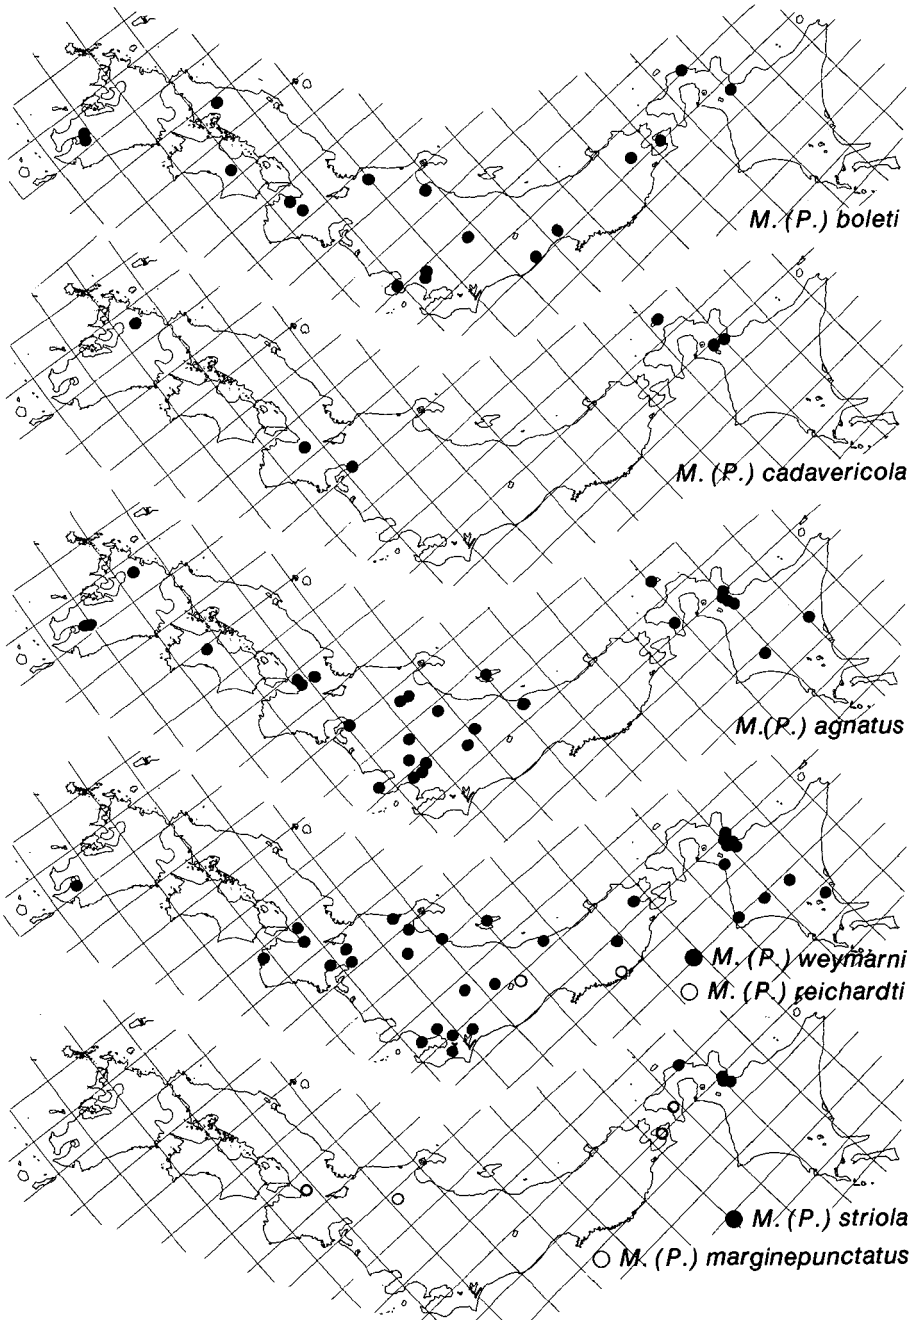 M. (P.) boleti
M. (P.) cadavericola
M.(P.) agnatus
M. (P.) weymarni
M. (P.) reichardti
M. (P.) striola
M. (P.) marginepunctatus